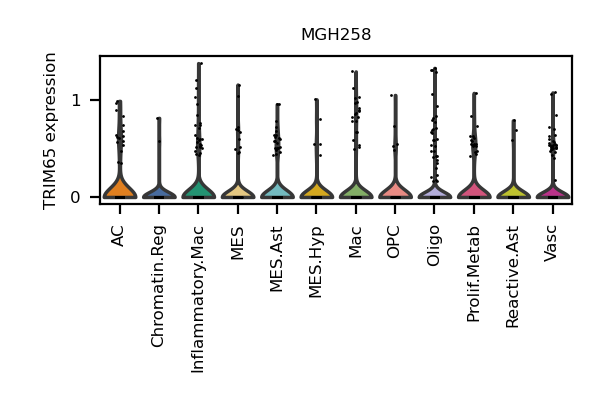 MGH258
TRIM65 expression
1
0
AC
Chromatin.Reg
Inflammatory.Mac
MES
MES.Ast
MES.Hyp
Mac
OPC
Oligo
Prolif.Metab
Reactive.Ast
Vasc